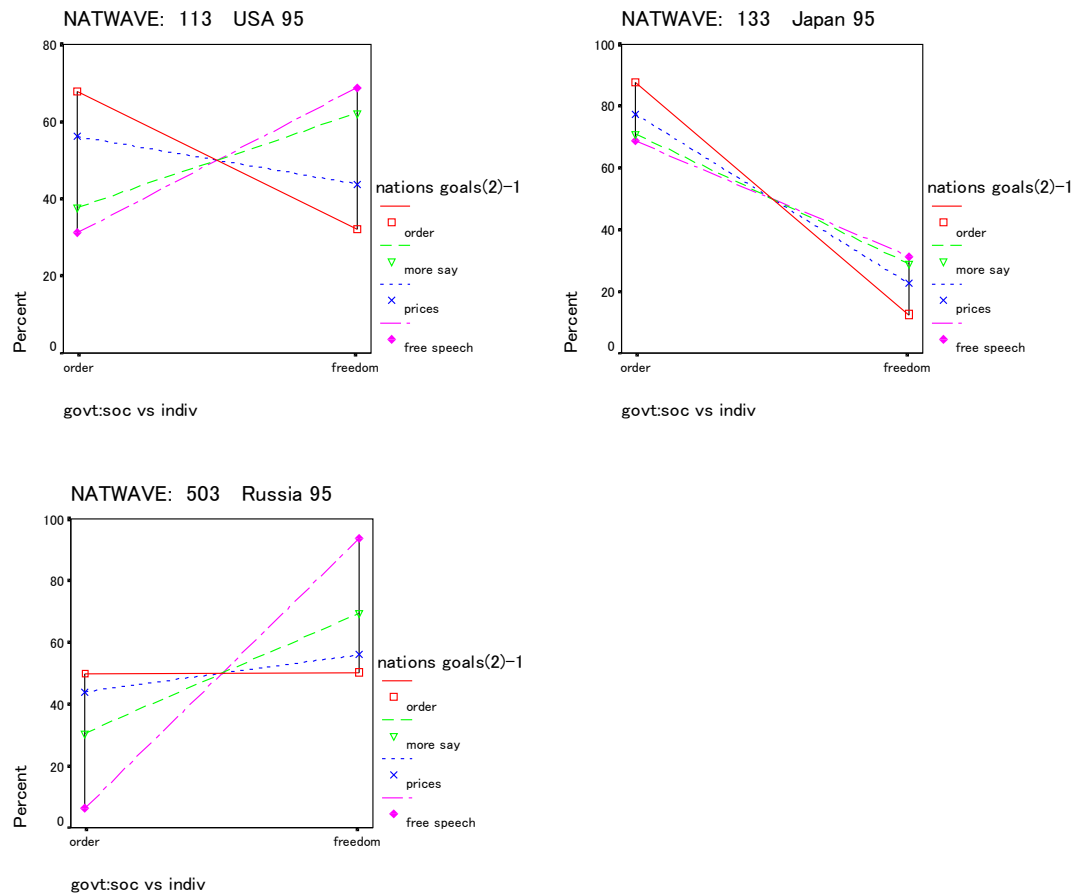 NATWAVE: 113 USA 95
80
60
40
20
0
Percent
order
freedom
govt:soc vs indiv
nations goals(2)-1
order
more say
prices
free speech
NATWAVE: 133 Japan 95
100
80
60
40
20
0
Percent
order
freedom
govt:soc vs indiv
nations goals(2)-1
order
more say
prices
free speech
NATWAVE: 503 Russia 95
100
80
60
40
20
0
Percent
order
freedom
govt:soc vs indiv
nations goals(2)-1
order
more say
prices
free speech